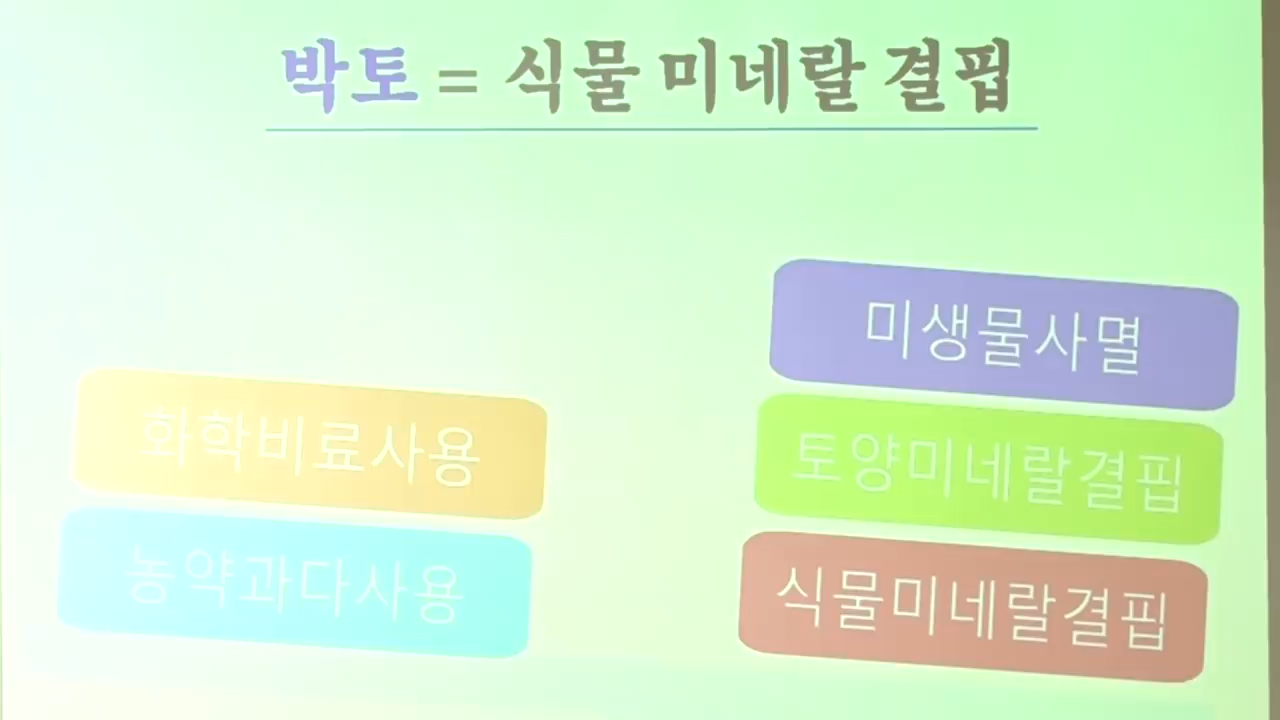 박토 = 식물 미네랄 결핍
미생물사멸
화학비료사용
토양미네랄결핍
농약과다사용
식물미네랄결핍